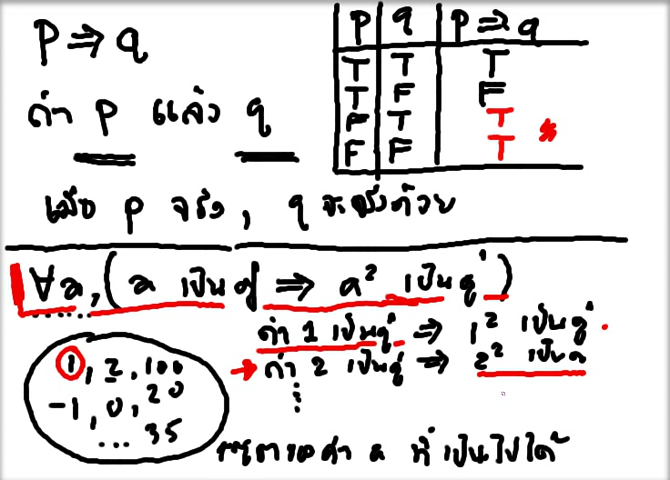 P ⇒ q
p q p ⇒ q
T T T
T F F
F T T
F F T *
ถ้า p แล้ว q
เมื่อ p จริง, q จะจริงด้วย
∀a, (a เป็นคู่ ⇒ a² เป็นคู่)
ถ้า 1 เป็นคู่ ⇒ 1² เป็นคู่
1, 2, 100
ถ้า 2 เป็นคู่ ⇒ 2² เป็น
-1, 0, 20
... 35
ค่า a ที่เป็นไปได้